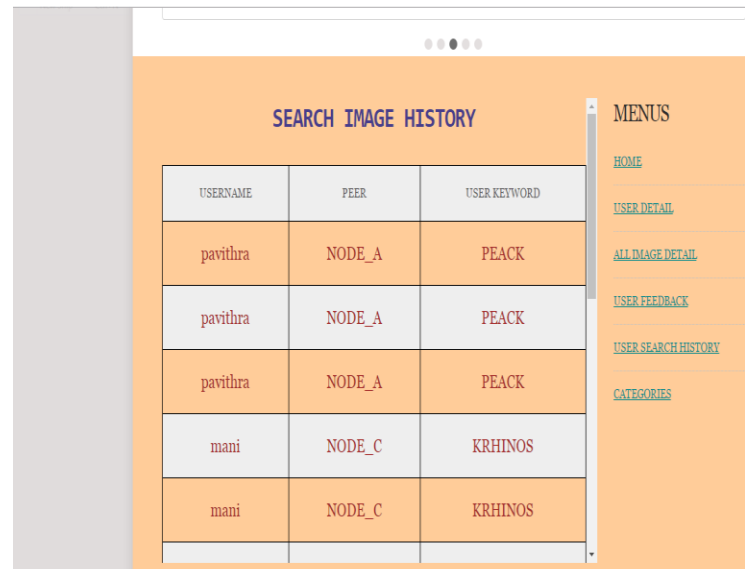 SEARCH IMAGE HISTORY
USERNAME PEER USER KEYWORD
pavithra NODE_A PEACK
pavithra NODE_A PEACK
pavithra NODE_A PEACK
mani NODE_C KRHINOS
mani NODE_C KRHINOS
MENUS
HOME
USER DETAIL
ALL IMAGE DETAIL
USER FEEDBACK
USER SEARCH HISTORY
CATEGORIES